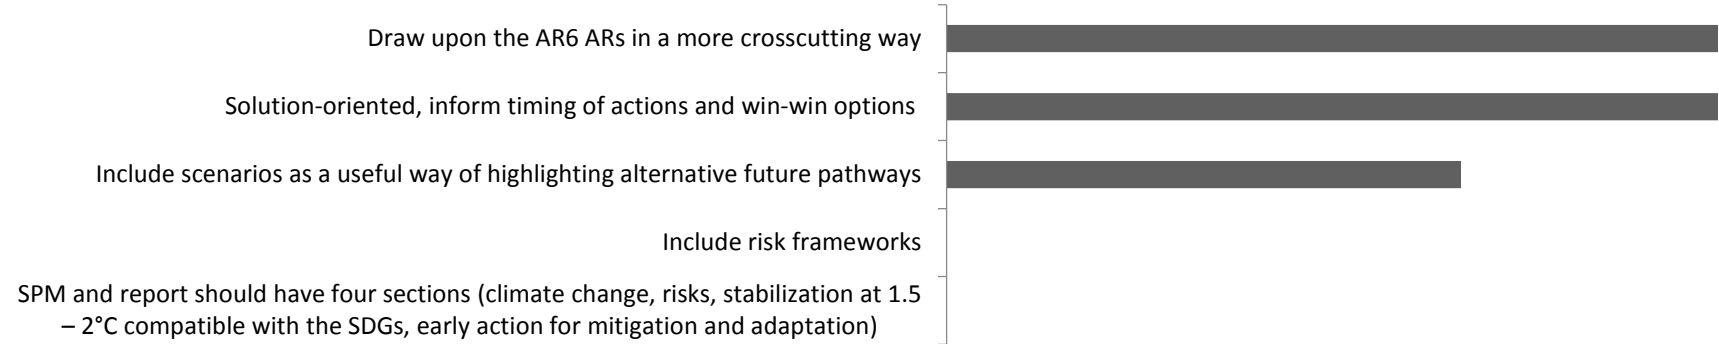 Draw upon the AR6 ARs in a more crosscutting way
Solution-oriented, inform timing of actions and win-win options
Include scenarios as a useful way of highlighting alternative future pathways
Include risk frameworks
SPM and report should have four sections (climate change, risks, stabilization at 1.5
– 2°C compatible with the SDGs, early action for mitigation and adaptation)